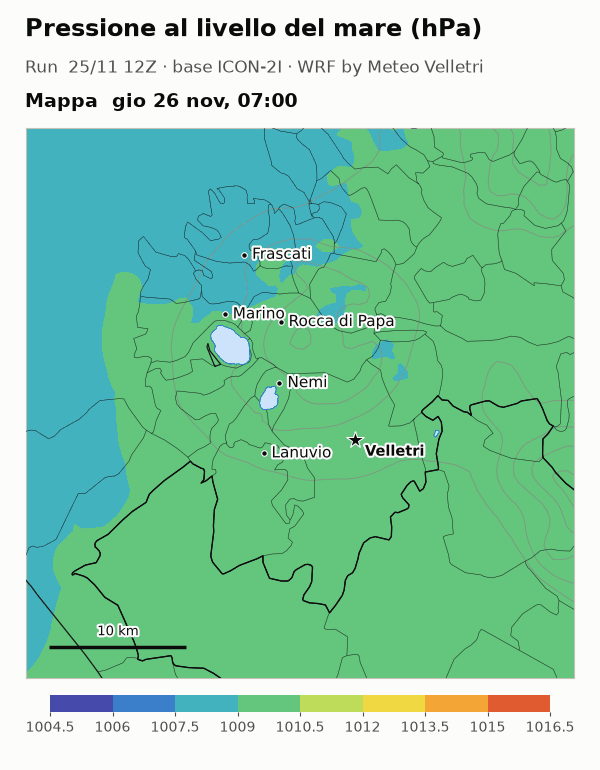 Pressione al livello del mare (hPa)
Run  25/11 12Z · base ICON-2I · WRF by Meteo Velletri
Mappa  gio 26 nov, 07:00
Frascati
Marino
Rocca di Papa
Nemi
Velletri
Lanuvio
10 km
1004.5 1006 1007.5 1009 1010.5 1012 1013.5 1015 1016.5